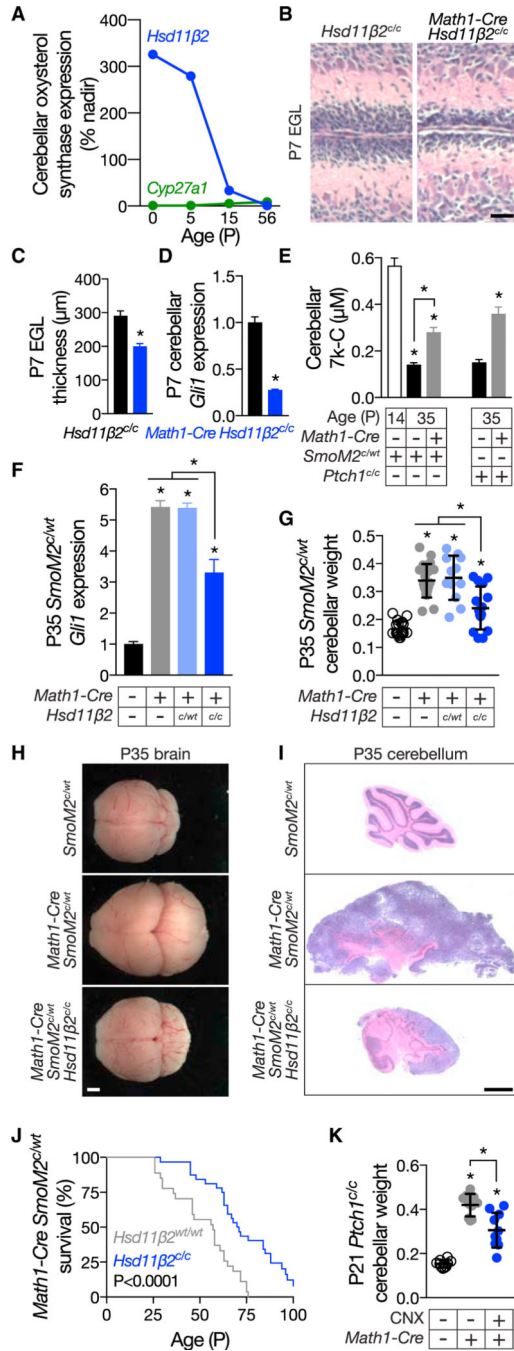 A
Hsd11β2
Cerebellar oxysterol
synthase expression
(% nadir)
400
300
200
100
0
Cyp27a1
0 5 15 56
Age (P)
B
Hsd11β2c/c
Math1-Cre
Hsd11β2c/c
P7 EGL
C
P7 EGL
thickness (µm)
400
300
200
100
0
*
D
P7 cerebellar
Gli1 expression
1.5
1.0
0.5
0
*
Hsd11β2c/c
Math1-Cre Hsd11β2c/c
E
Cerebellar
7k-C (µM)
0.6
0.4
0.2
0
* * * *
Age (P) 14 35 35
Math1-Cre - - + - +
SmoM2c/wt + + + - -
Ptch1c/c - - - + +
F
P35 SmoM2c/wt
Gli1 expression
6
5
4
3
2
1
0
* * * *
Math1-Cre - + + +
Hsd11β2 - - c/wt c/c
G
P35 SmoM2c/wt
cerebellar weight
0.5
0.4
0.3
0.2
0.1
0
* * * *
Math1-Cre - + + +
Hsd11β2 - - c/wt c/c
H
P35 brain
SmoM2c/wt
Math1-Cre
SmoM2c/wt
Math1-Cre
SmoM2c/wt
Hsd11β2c/c
I
P35 cerebellum
SmoM2c/wt
Math1-Cre
SmoM2c/wt
Math1-Cre
SmoM2c/wt
Hsd11β2c/c
J
Math1-Cre SmoM2c/wt
survival (%)
100
75
50
25
0
Hsd11β2wt/wt
Hsd11β2c/c
P<0.0001
0 25 50 75 100
Age (P)
K
P21 Ptch1c/c
cerebellar weight
0.6
0.4
0.2
0
* * *
CNX - - +
Math1-Cre - + +